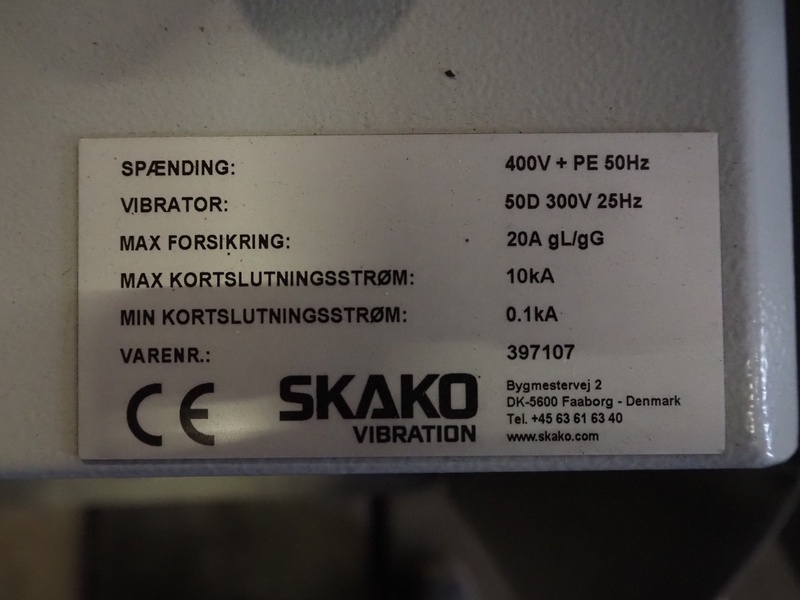 SPÆNDING: 400V + PE 50Hz
VIBRATOR: 50D 300V 25Hz
MAX FORSIKRING: 20A gL/gG
MAX KORTSLUTNINGSSTRØM: 10kA
MIN KORTSLUTNINGSSTRØM: 0.1kA
VARENR.: 397107
CE
SKAKO
VIBRATION
Bygmestervej 2
DK-5600 Faaborg - Denmark
Tel. +45 63 61 63 40
www.skako.com